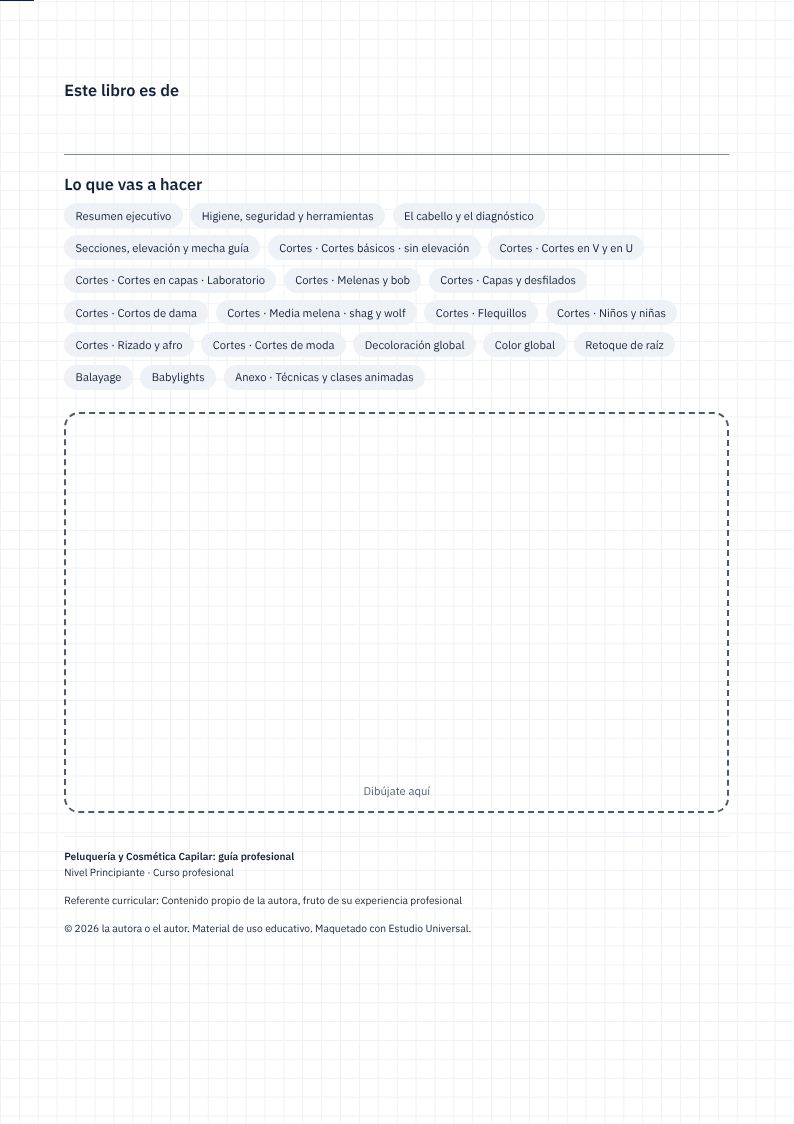 Este libro es de
Lo que vas a hacer
Resumen ejecutivo Higiene, seguridad y herramientas El cabello y el diagnóstico
Secciones, elevación y mecha guía Cortes · Cortes básicos · sin elevación Cortes · Cortes en V y en U
Cortes · Cortes en capas · Laboratorio Cortes · Melenas y bob Cortes · Capas y desfilados
Cortes · Cortos de dama Cortes · Media melena · shag y wolf Cortes · Flequillos Cortes · Niños y niñas
Cortes · Rizado y afro Cortes · Cortes de moda Decoloración global Color global Retoque de raíz
Balayage Babylights Anexo · Técnicas y clases animadas
Dibújate aquí
Peluquería y Cosmética Capilar: guía profesional
Nivel Principiante · Curso profesional
Referente curricular: Contenido propio de la autora, fruto de su experiencia profesional
© 2026 la autora o el autor. Material de uso educativo. Maquetado con Estudio Universal.